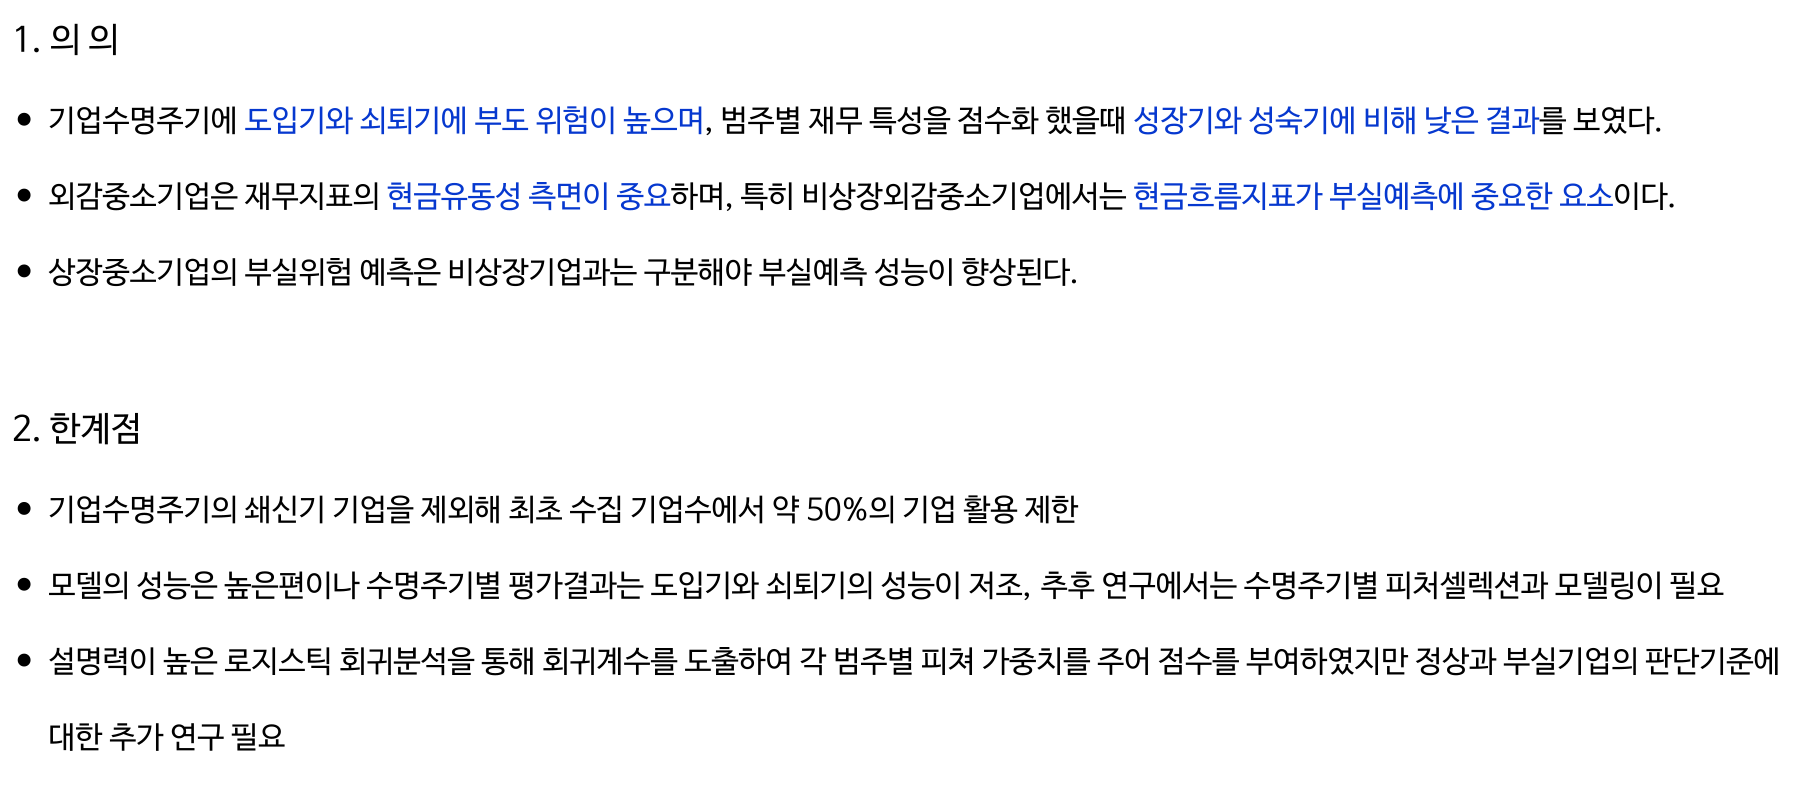 1. 의 의
• 기업수명주기에 도입기와 쇠퇴기에 부도 위험이 높으며, 범주별 재무 특성을 점수화 했을때 성장기와 성숙기에 비해 낮은 결과를 보였다.
• 외감중소기업은 재무지표의 현금유동성 측면이 중요하며, 특히 비상장외감중소기업에서는 현금흐름지표가 부실예측에 중요한 요소이다.
• 상장중소기업의 부실위험 예측은 비상장기업과는 구분해야 부실예측 성능이 향상된다.
2. 한계점
• 기업수명주기의 쇄신기 기업을 제외해 최초 수집 기업수에서 약 50%의 기업 활용 제한
• 모델의 성능은 높은편이나 수명주기별 평가결과는 도입기와 쇠퇴기의 성능이 저조, 추후 연구에서는 수명주기별 피처셀렉션과 모델링이 필요
• 설명력이 높은 로지스틱 회귀분석을 통해 회귀계수를 도출하여 각 범주별 피쳐 가중치를 주어 점수를 부여하였지만 정상과 부실기업의 판단기준에
대한 추가 연구 필요